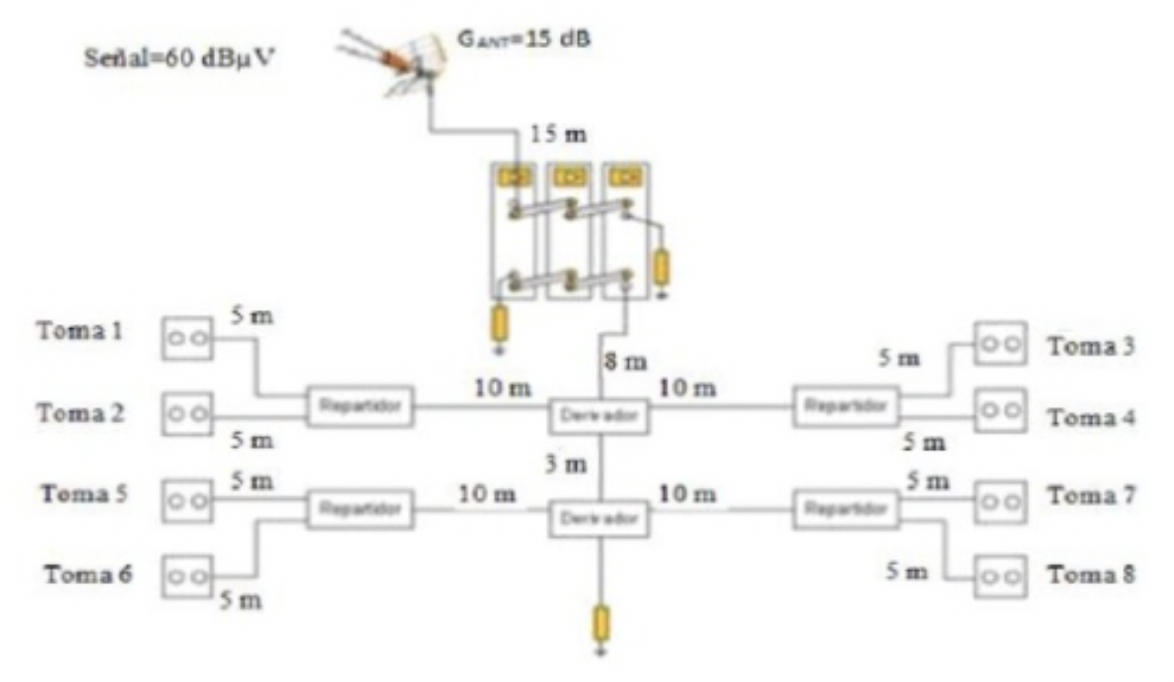 Señal=60 dBµV
GANT=15 dB
15 m
8 m
Toma 1
5 m
Toma 2
5 m
Repartidor
10 m
Derivador
10 m
Repartidor
5 m
Toma 3
5 m
Toma 4
3 m
Toma 5
5 m
Toma 6
5 m
Repartidor
10 m
Derivador
10 m
Repartidor
5 m
Toma 7
5 m
Toma 8